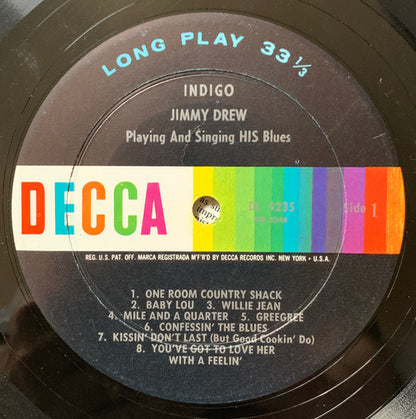 LONG PLAY 33 1/3
INDIGO
JIMMY DREW
Playing And Singing HIS Blues
DECCA
DL 4235
Side 1
REG. U.S. PAT. OFF. MARCA REGISTRADA M'F'R'D BY DECCA RECORDS INC. NEW YORK • U.S.A.
1. ONE ROOM COUNTRY SHACK
2. BABY LOU 3. WILLIE JEAN
4. MILE AND A QUARTER 5. GREEGREE
6. CONFESSIN' THE BLUES
7. KISSIN' DON'T LAST (But Good Cookin' Do)
8. YOU'VE GOT TO LOVE HER
WITH A FEELIN'